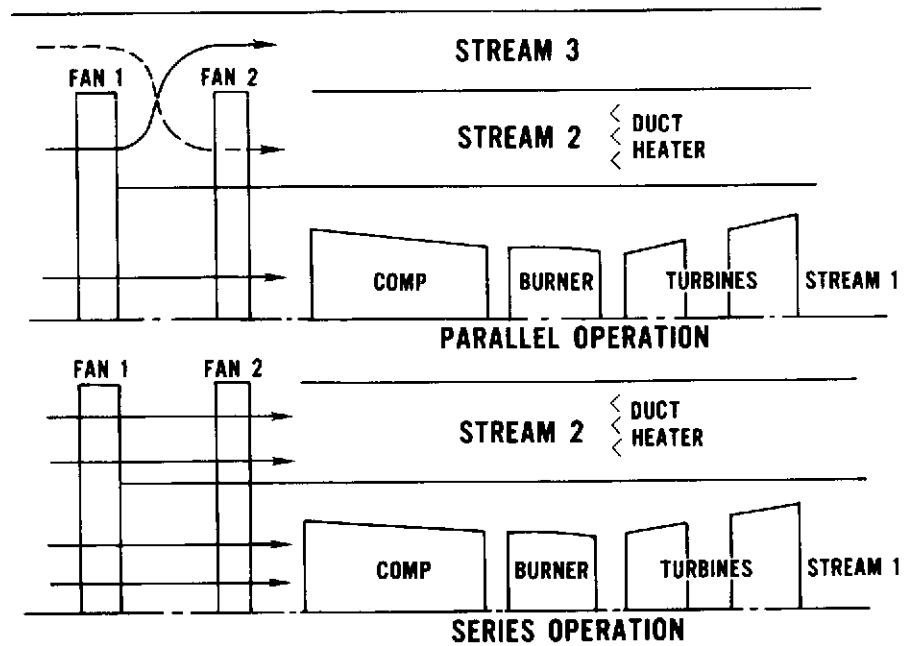 STREAM 3
FAN 1 FAN 2
STREAM 2
DUCT
HEATER
COMP BURNER TURBINES STREAM 1
PARALLEL OPERATION
FAN 1 FAN 2
STREAM 2
DUCT
HEATER
COMP BURNER TURBINES STREAM 1
SERIES OPERATION